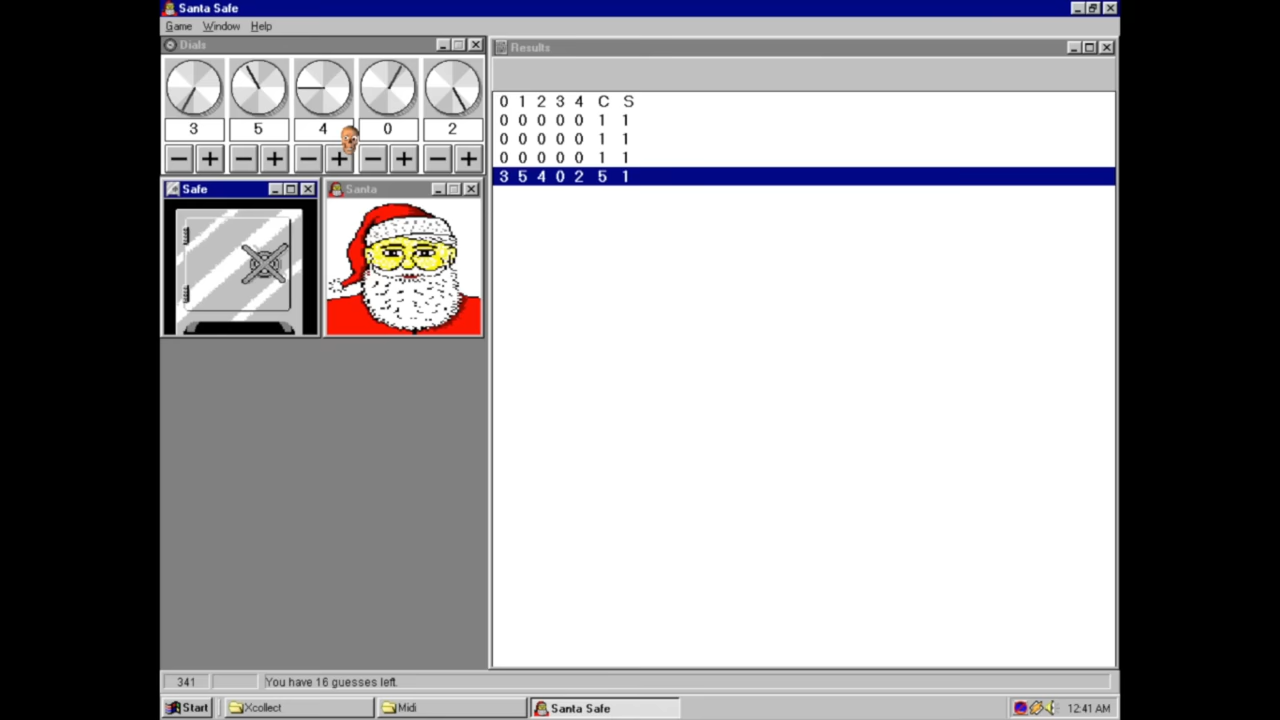 Santa Safe
Game Window Help
Dials
3 5 4 0 2
Safe
Santa
Results
0 1 2 3 4 C S
0 0 0 0 0 1 1
0 0 0 0 0 1 1
0 0 0 0 0 1 1
3 5 4 0 2 5 1
341 You have 16 guesses left.
Start Xcollect Midi Santa Safe 12:41 AM